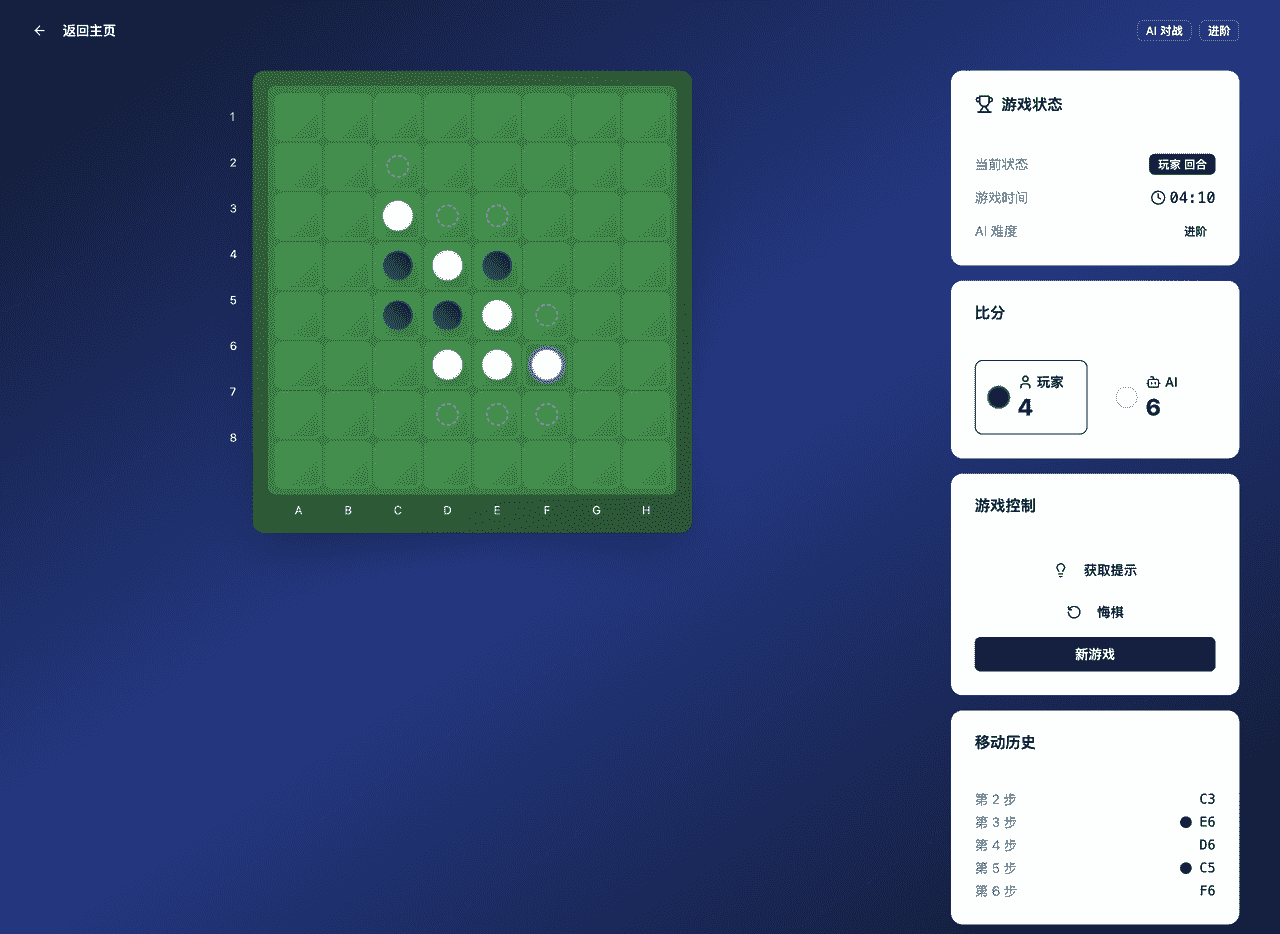 返回主页
AI 对战 进阶
1
2
3
4
5
6
7
8
A B C D E F G H
游戏状态
当前状态 玩家 回合
游戏时间 04:10
AI 难度 进阶
比分
玩家 AI
4 6
游戏控制
获取提示
悔棋
新游戏
移动历史
第 2 步 C3
第 3 步 E6
第 4 步 D6
第 5 步 C5
第 6 步 F6